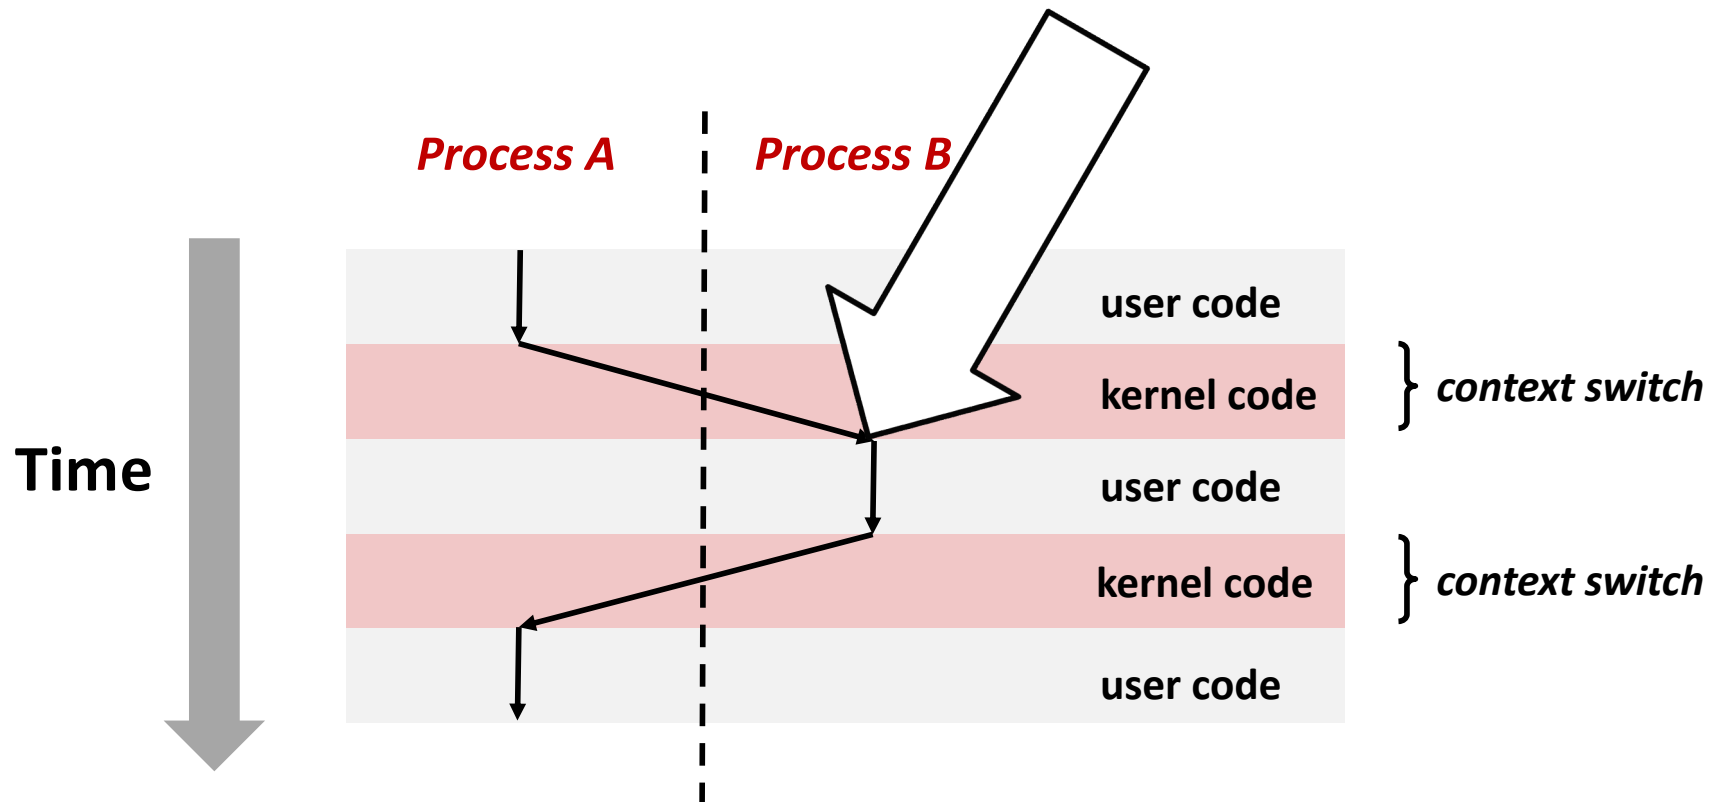 Process A
Process B
user code
kernel code
context switch
Time
user code
kernel code
context switch
user code